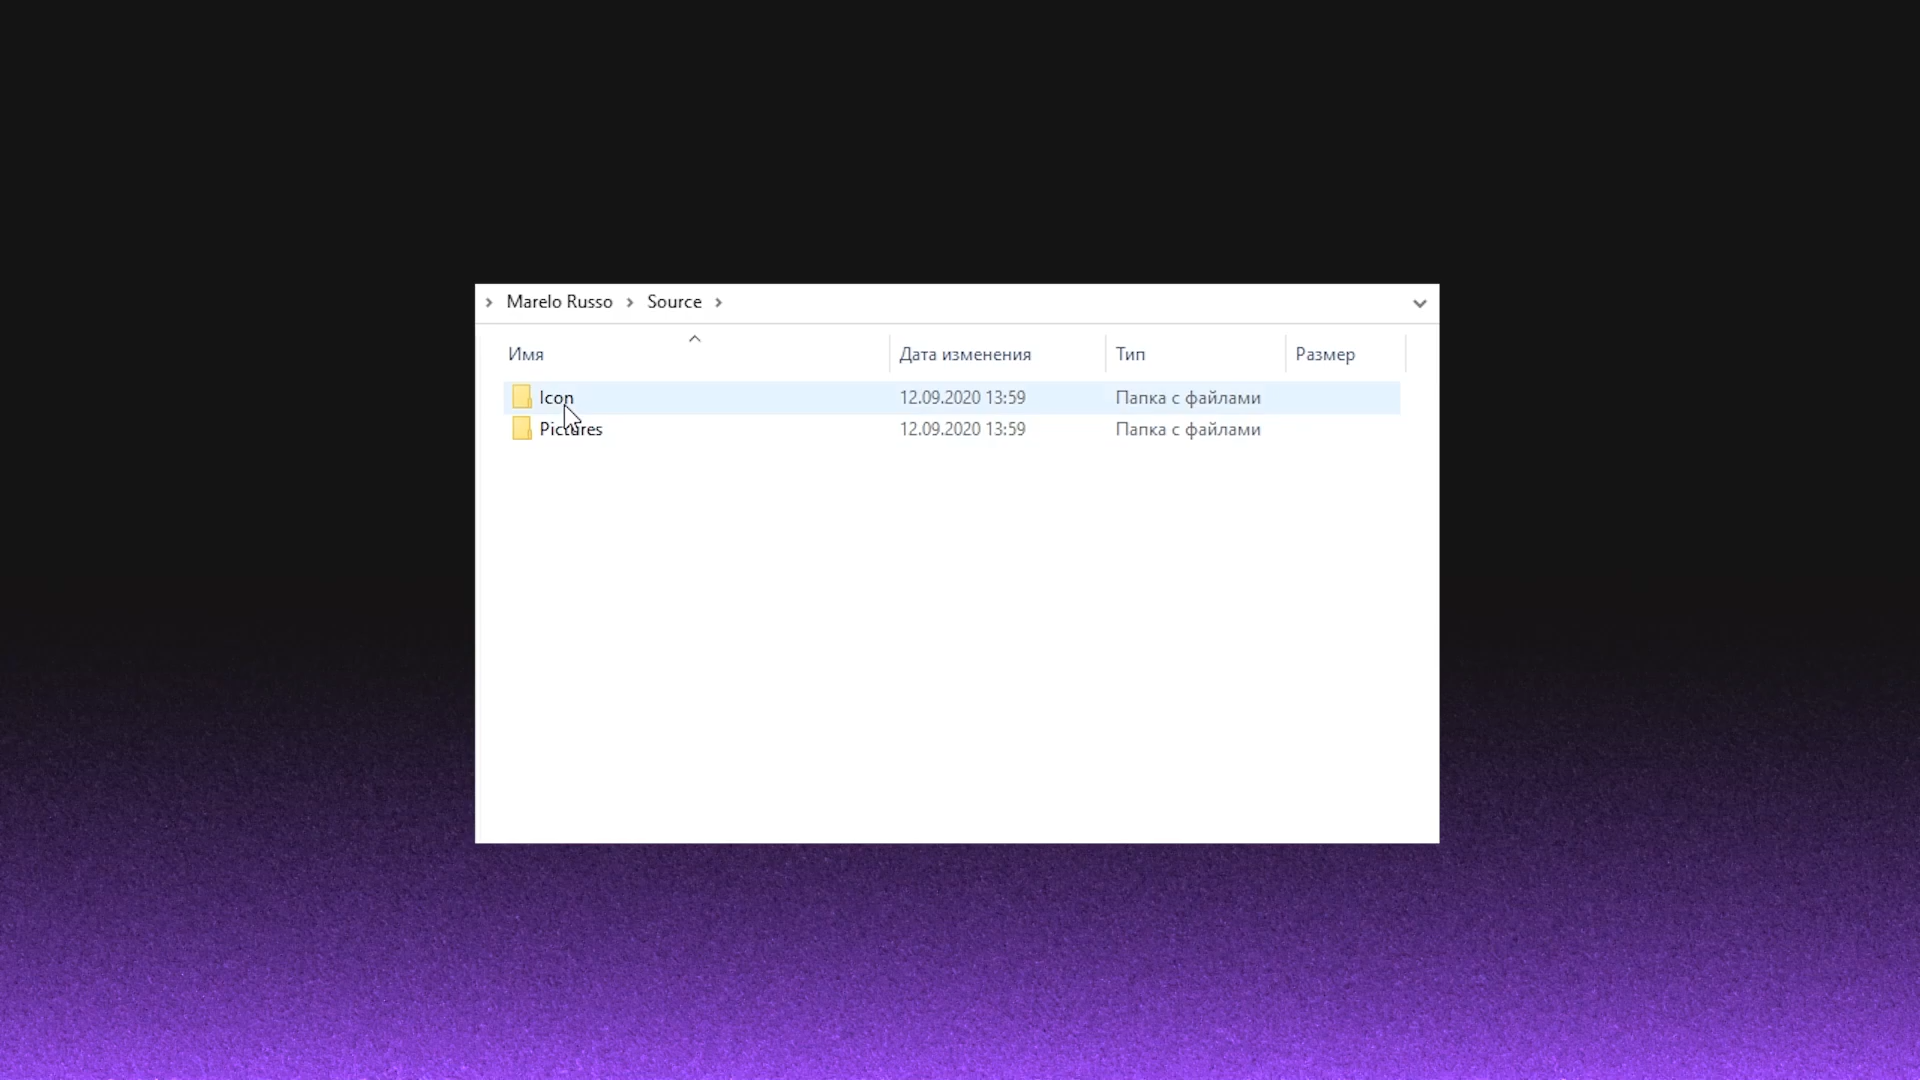 Marelo Russo Source
Имя Дата изменения Тип Размер
Icon 12.09.2020 13:59 Папка с файлами
Pictures 12.09.2020 13:59 Папка с файлами